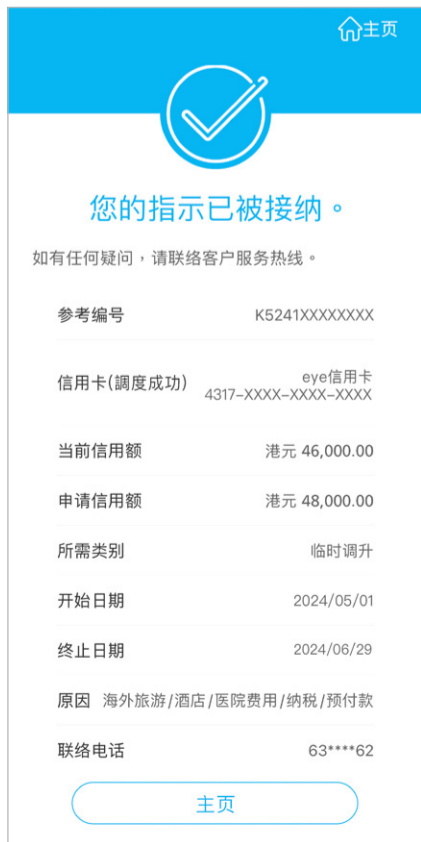 主页
您的指示已被接纳。
如有任何疑问，请联络客户服务热线。
参考编号 K5241XXXXXXXX
信用卡(調度成功) eye信用卡
4317-XXXX-XXXX-XXXX
当前信用额 港元 46,000.00
申请信用额 港元 48,000.00
所需类别 临时调升
开始日期 2024/05/01
终止日期 2024/06/29
原因 海外旅游/酒店/医院费用/纳税/预付款
联络电话 63****62
主页